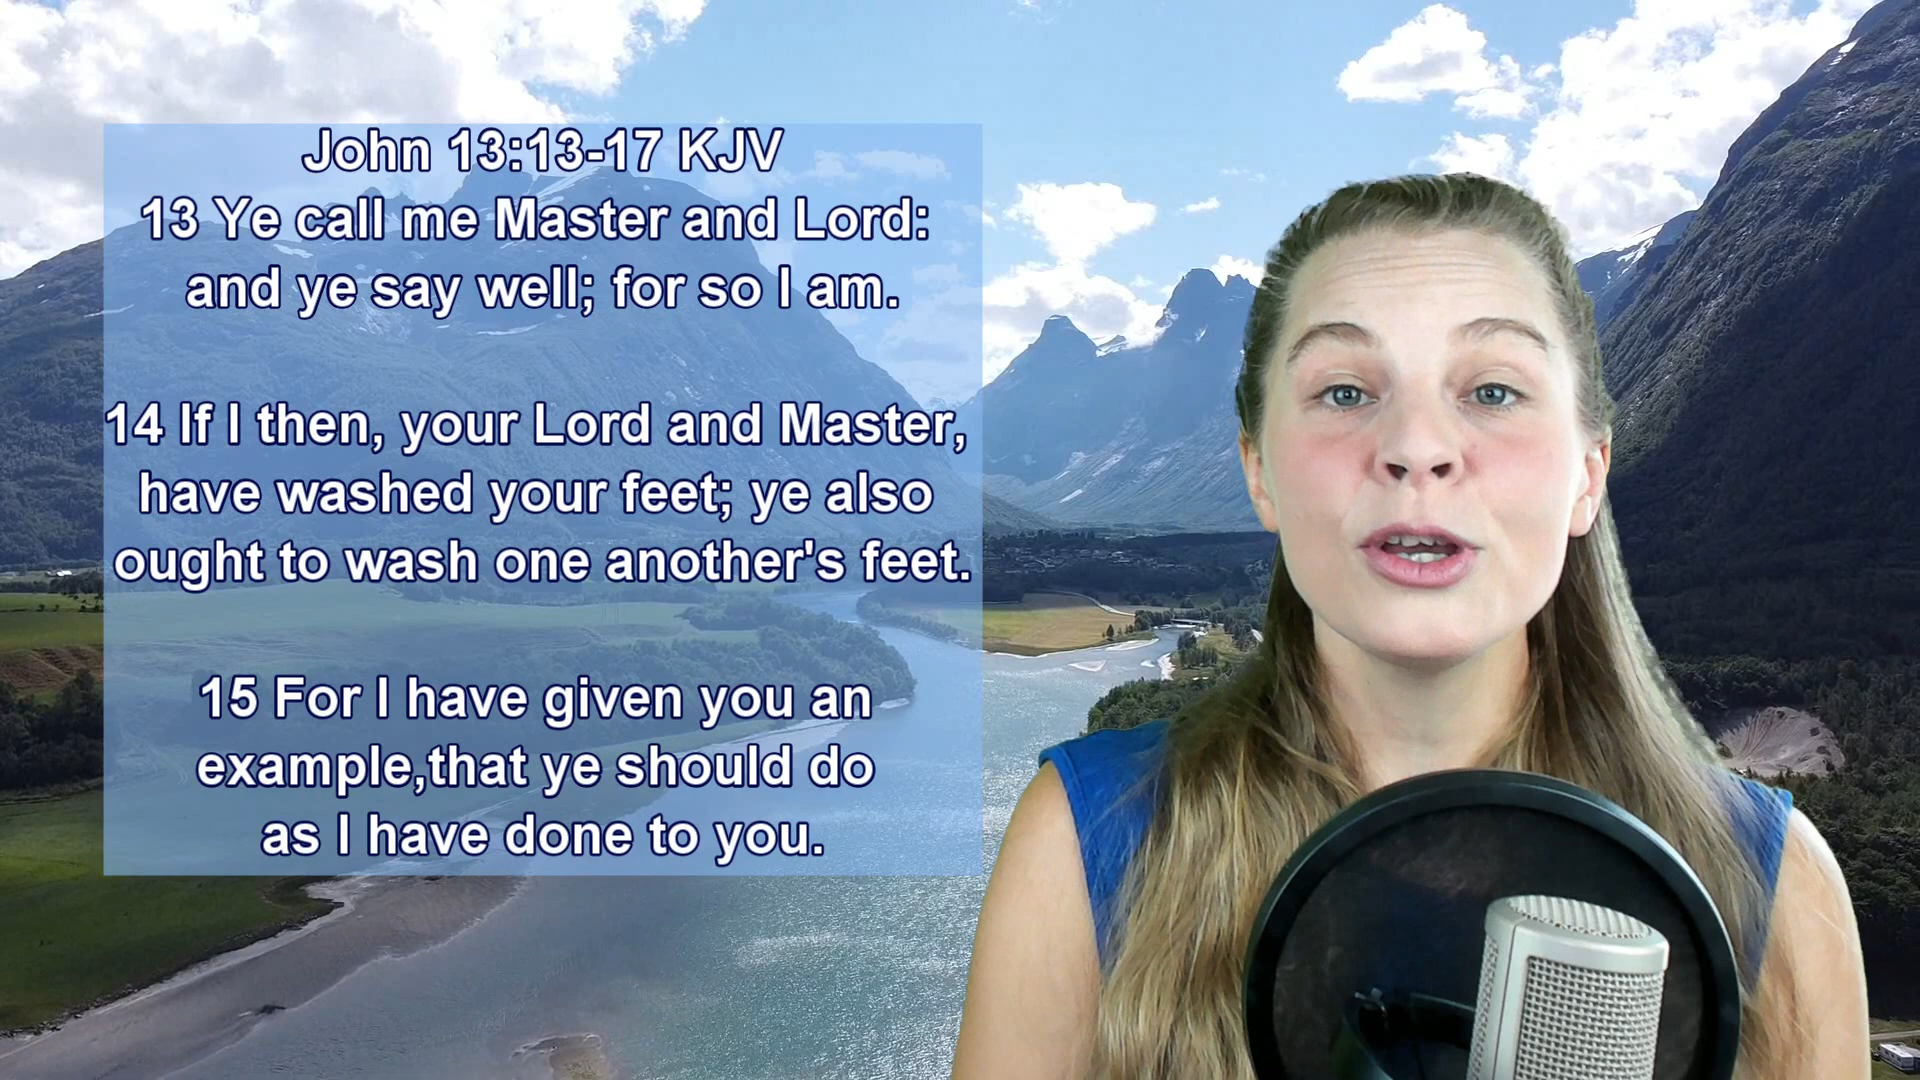 John 13:13-17 KJV
13 Ye call me Master and Lord:
and ye say well; for so I am.
14 If I then, your Lord and Master,
have washed your feet; ye also
ought to wash one another's feet.
15 For I have given you an
example,that ye should do
as I have done to you.